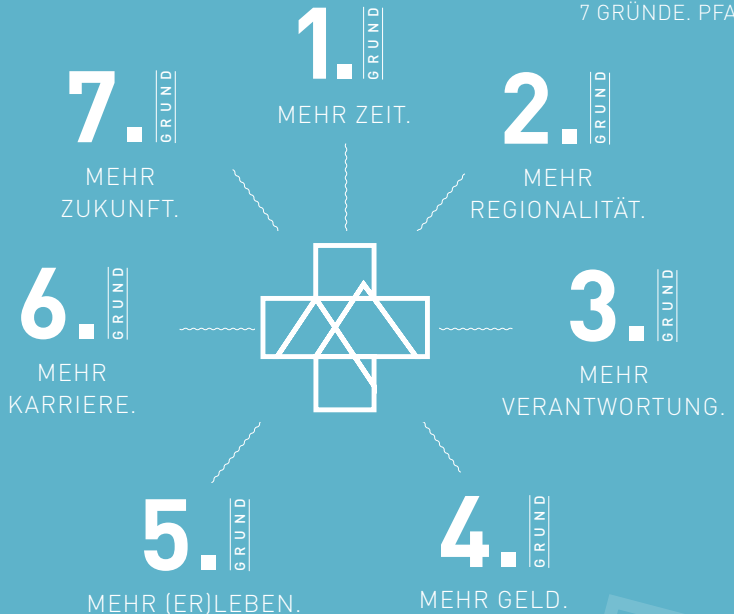 7 GRÜNDE.
1. GRUND
MEHR ZEIT.
2. GRUND
MEHR
REGIONALITÄT.
3. GRUND
MEHR
VERANTWORTUNG.
4. GRUND
MEHR GELD.
5. GRUND
MEHR (ER)LEBEN.
6. GRUND
MEHR
KARRIERE.
7. GRUND
MEHR
ZUKUNFT.